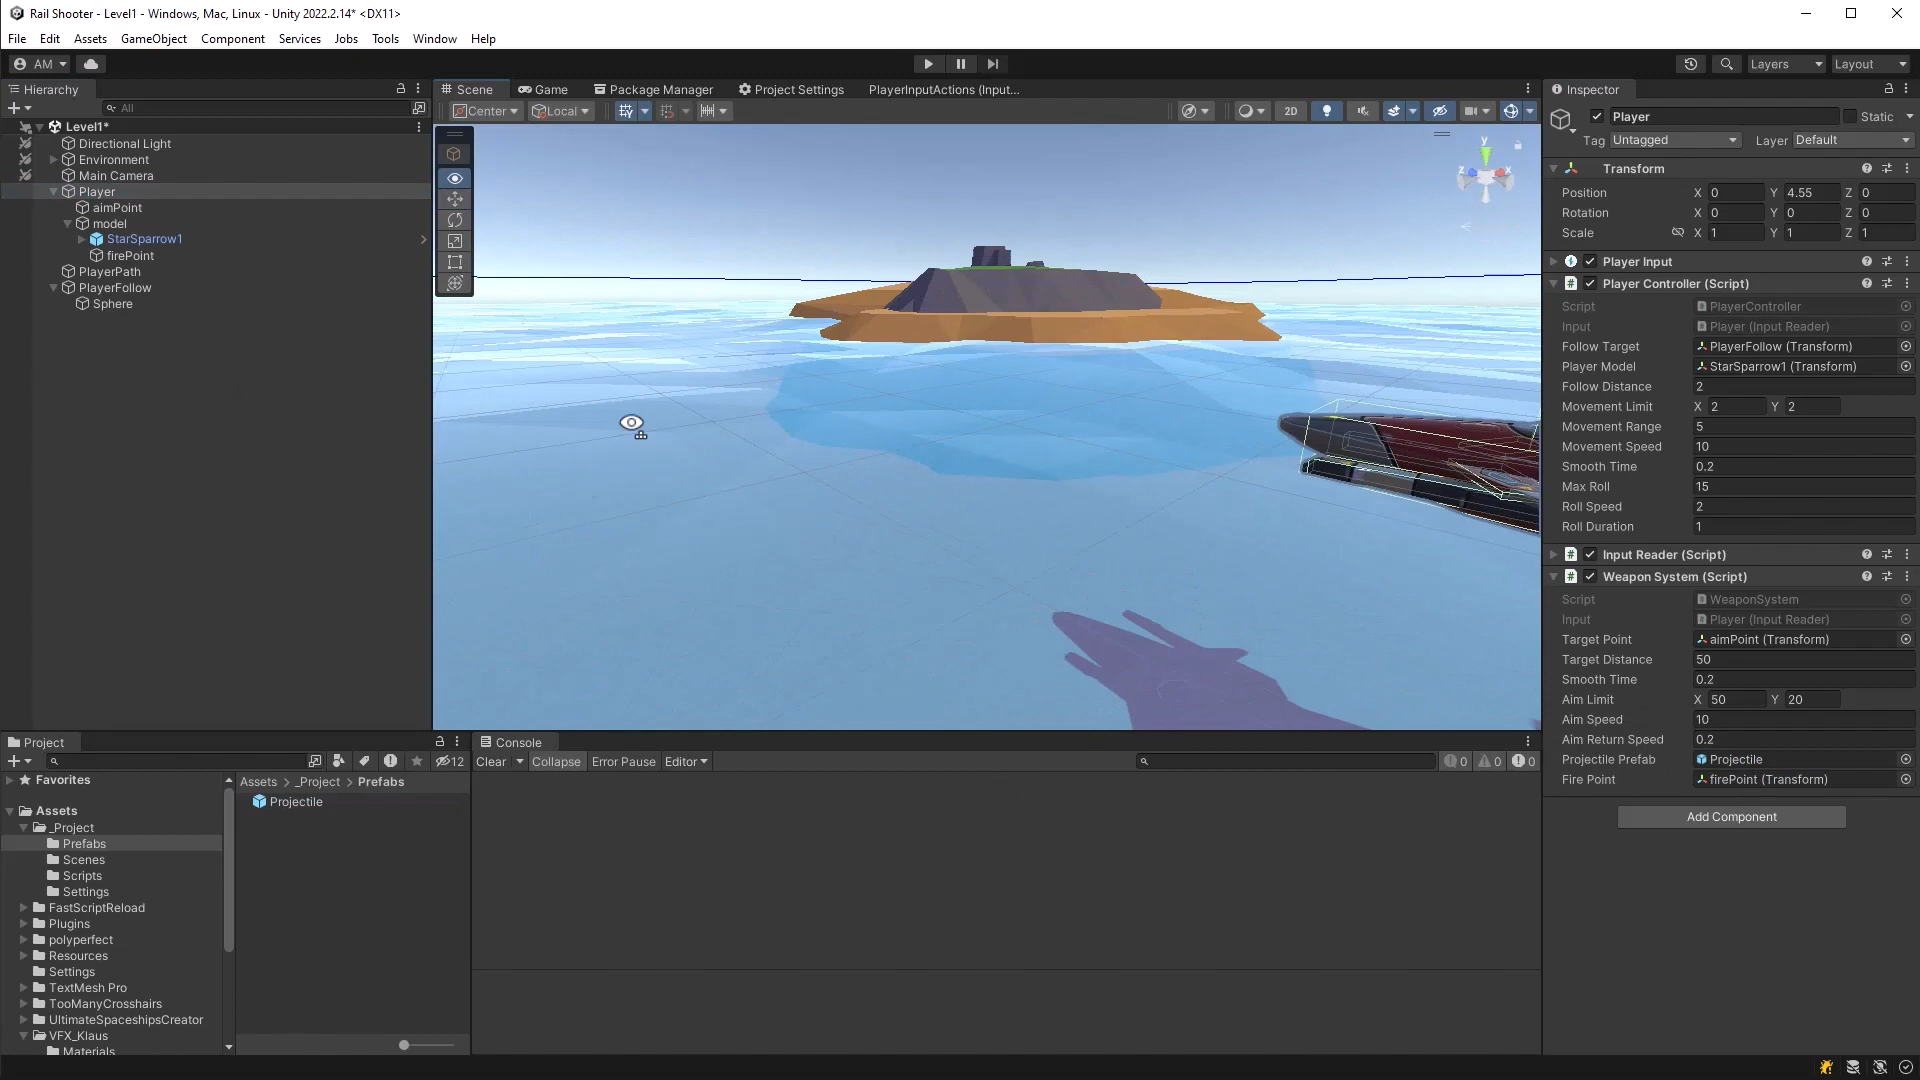 Rail Shooter - Level1 - Windows, Mac, Linux - Unity 2022.2.14* <DX11>
File Edit Assets GameObject Component Services Jobs Tools Window Help
AM Layers Layout
Hierarchy
All
Level1*
Directional Light
Environment
Main Camera
Player
aimPoint
model
StarSparrow1
firePoint
PlayerPath
PlayerFollow
Sphere
Scene Game Package Manager Project Settings PlayerInputActions (Input...
Center Local 2D
y
z x
Inspector
Player Static
Tag Untagged Layer Default
Transform
Position X 0 Y 4.55 Z 0
Rotation X 0 Y 0 Z 0
Scale X 1 Y 1 Z 1
Player Input
Player Controller (Script)
Script PlayerController
Input Player (Input Reader)
Follow Target PlayerFollow (Transform)
Player Model StarSparrow1 (Transform)
Follow Distance 2
Movement Limit X 2 Y 2
Movement Range 5
Movement Speed 10
Smooth Time 0.2
Max Roll 15
Roll Speed 2
Roll Duration 1
Input Reader (Script)
Weapon System (Script)
Script WeaponSystem
Input Player (Input Reader)
Target Point aimPoint (Transform)
Target Distance 50
Smooth Time 0.2
Aim Limit X 50 Y 20
Aim Speed 10
Aim Return Speed 0.2
Projectile Prefab Projectile
Fire Point firePoint (Transform)
Add Component
Project
12
Favorites
Assets
_Project
Prefabs
Scenes
Scripts
Settings
FastScriptReload
Plugins
polyperfect
Resources
Settings
TextMesh Pro
TooManyCrosshairs
UltimateSpaceshipsCreator
VFX_Klaus
Materials
Assets > _Project > Prefabs
Projectile
Console
Clear Collapse Error Pause Editor 0 0 0